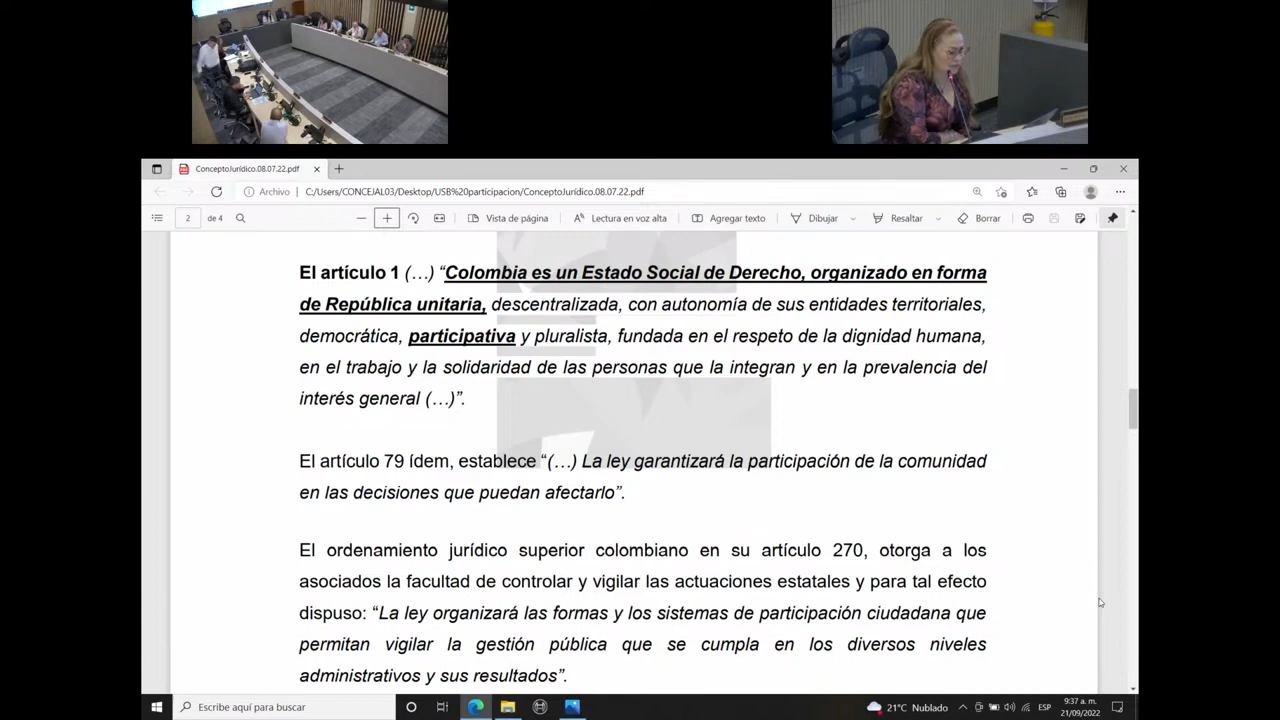 ConceptoJurídico.08.07.22.pdf
Archivo C:/Users/CONCEJAL03/Desktop/USB%20participacion/ConceptoJurídico.08.07.22.pdf
2 de 4 Vista de página Lectura en voz alta Agregar texto Dibujar Resaltar Borrar
El artículo 1 (…) “Colombia es un Estado Social de Derecho, organizado en forma
de República unitaria, descentralizada, con autonomía de sus entidades territoriales,
democrática, participativa y pluralista, fundada en el respeto de la dignidad humana,
en el trabajo y la solidaridad de las personas que la integran y en la prevalencia del
interés general (…)”.
El artículo 79 ídem, establece “(…) La ley garantizará la participación de la comunidad
en las decisiones que puedan afectarlo”.
El ordenamiento jurídico superior colombiano en su artículo 270, otorga a los
asociados la facultad de controlar y vigilar las actuaciones estatales y para tal efecto
dispuso: “La ley organizará las formas y los sistemas de participación ciudadana que
permitan vigilar la gestión pública que se cumpla en los diversos niveles
administrativos y sus resultados”.
Escribe aquí para buscar
21°C Nublado
ESP
9:37 a. m.
21/09/2022